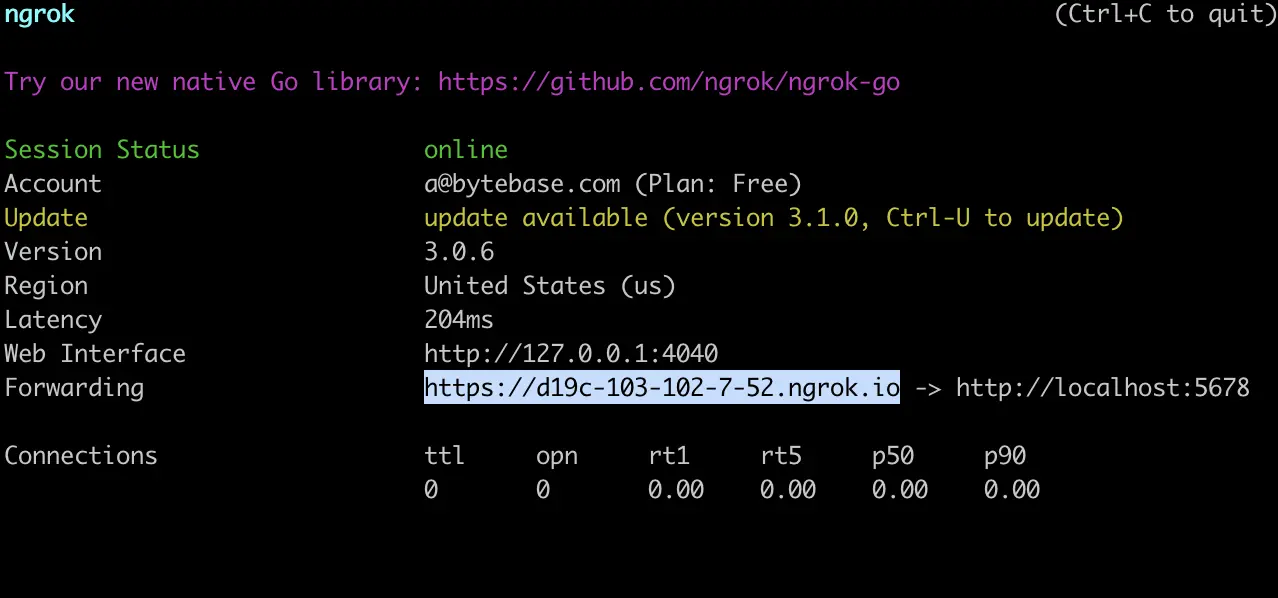 ngrok (Ctrl+C to quit)
Try our new native Go library: https://github.com/ngrok/ngrok-go
Session Status online
Account a@bytebase.com (Plan: Free)
Update update available (version 3.1.0, Ctrl-U to update)
Version 3.0.6
Region United States (us)
Latency 204ms
Web Interface http://127.0.0.1:4040
Forwarding https://d19c-103-102-7-52.ngrok.io -> http://localhost:5678
Connections ttl opn rt1 rt5 p50 p90
0 0 0.00 0.00 0.00 0.00